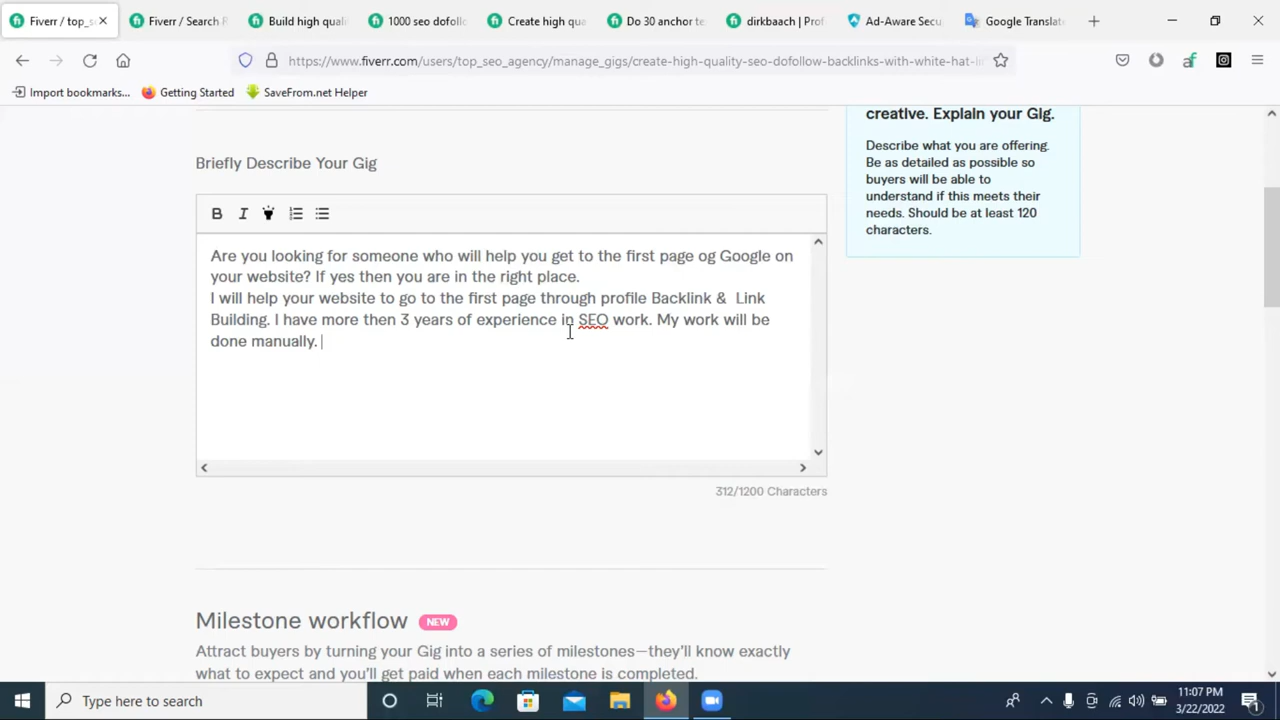 Fiverr / top_s
Fiverr / Search R
Build high quali
1000 seo dofollo
Create high qua
Do 30 anchor te
dirkbaach | Prof
Ad-Aware Secu
Google Translate
https://www.fiverr.com/users/top_seo_agency/manage_gigs/create-high-quality-seo-dofollow-backlinks-with-white-hat-li
Import bookmarks...
Getting Started
SaveFrom.net Helper
creative. Explain your Gig.
Describe what you are offering.
Be as detailed as possible so
buyers will be able to
understand if this meets their
needs. Should be at least 120
characters.
Briefly Describe Your Gig
B I
Are you looking for someone who will help you get to the first page og Google on
your website? If yes then you are in the right place.
I will help your website to go to the first page through profile Backlink & Link
Building. I have more then 3 years of experience in SEO work. My work will be
done manually.
312/1200 Characters
Milestone workflow NEW
Attract buyers by turning your Gig into a series of milestones—they'll know exactly
what to expect and you'll get paid when each milestone is completed.
Type here to search
11:07 PM
3/22/2022
1